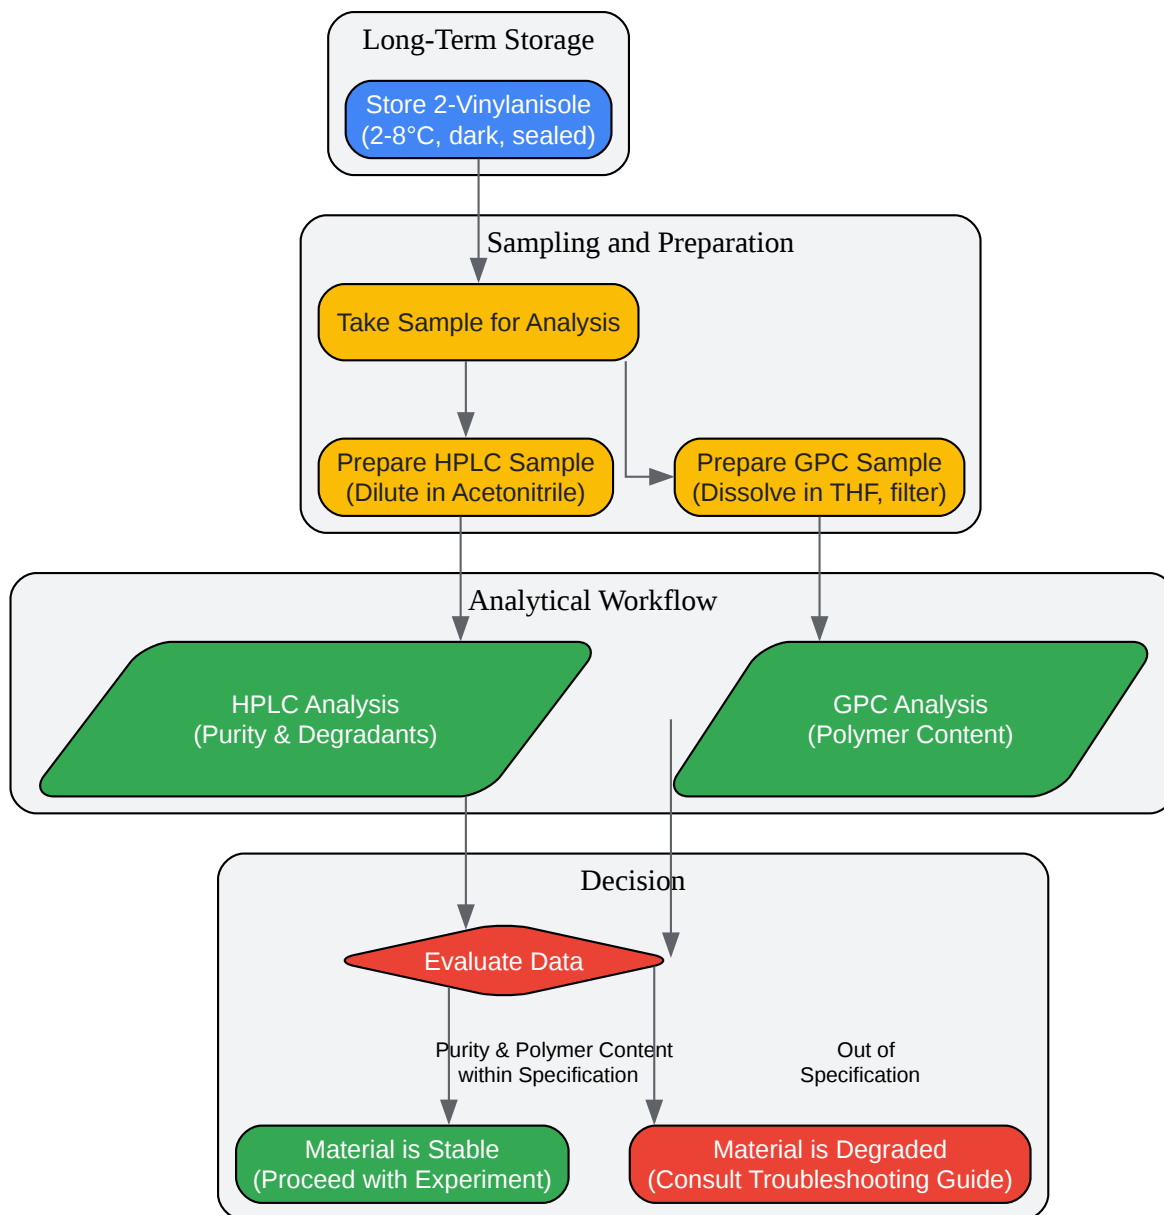 Long-Term Storage
Store 2-Vinylanisole
(2-8°C, dark, sealed)
Sampling and Preparation
Take Sample for Analysis
Prepare HPLC Sample
(Dilute in Acetonitrile)
Prepare GPC Sample
(Dissolve in THF, filter)
Analytical Workflow
HPLC Analysis
(Purity & Degradants)
GPC Analysis
(Polymer Content)
Decision
Evaluate Data
Purity & Polymer Content
within Specification
Out of
Specification
Material is Stable
(Proceed with Experiment)
Material is Degraded
(Consult Troubleshooting Guide)